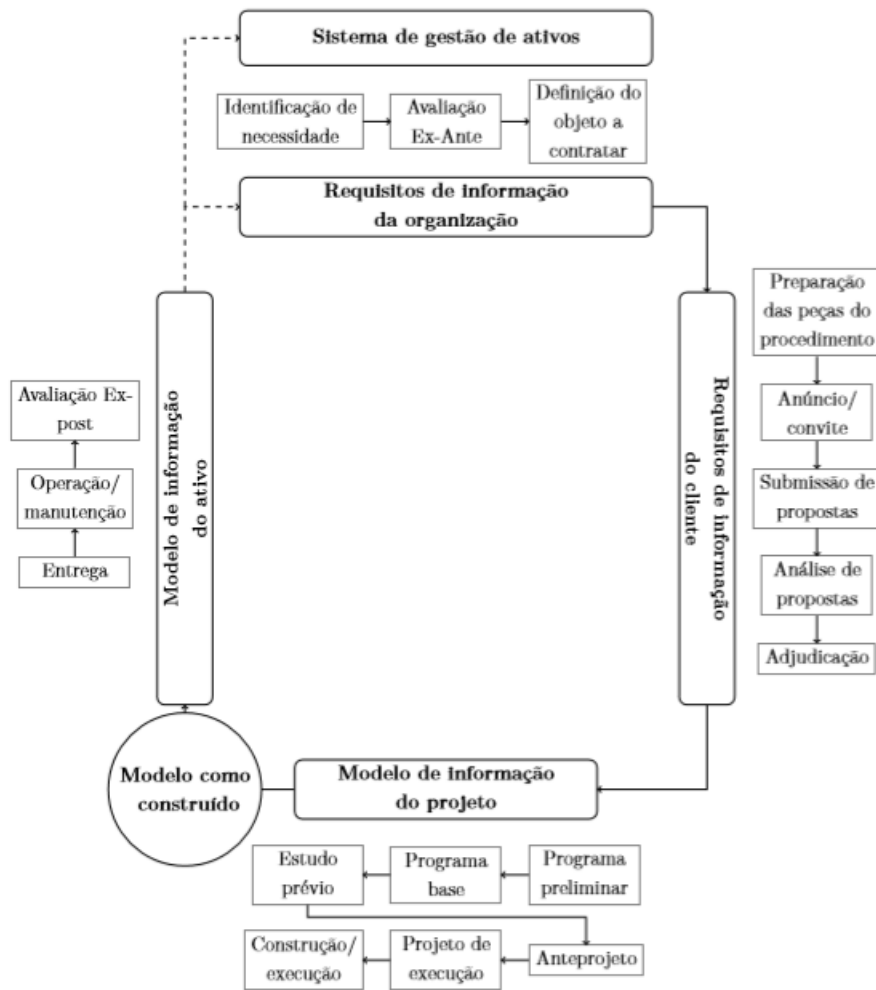 Sistema de gestão de ativos
Identificação de
necessidade
Avaliação
Ex-Ante
Definição do
objeto a
contratar
Requisitos de informação
da organização
Preparação
das peças do
procedimento
Anúncio/
convite
Submissão de
propostas
Análise de
propostas
Adjudicação
Requisitos de informação
do cliente
Modelo de informação
do ativo
Avaliação Ex-
post
Operação/
manutenção
Entrega
Modelo como
construído
Modelo de informação
do projeto
Estudo
prévio
Programa
base
Programa
preliminar
Construção/
execução
Projeto de
execução
Anteprojeto